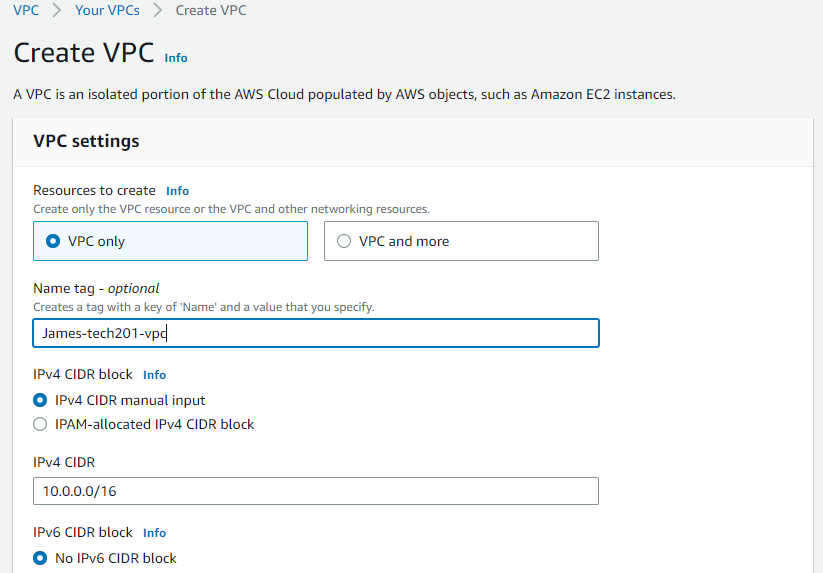 VPC > Your VPCs > Create VPC
Create VPC Info
A VPC is an isolated portion of the AWS Cloud populated by AWS objects, such as Amazon EC2 instances.
VPC settings
Resources to create Info
Create only the VPC resource or the VPC and other networking resources.
VPC only VPC and more
Name tag - optional
Creates a tag with a key of 'Name' and a value that you specify.
James-tech201-vpc
IPv4 CIDR block Info
IPv4 CIDR manual input
IPAM-allocated IPv4 CIDR block
IPv4 CIDR
10.0.0.0/16
IPv6 CIDR block Info
No IPv6 CIDR block